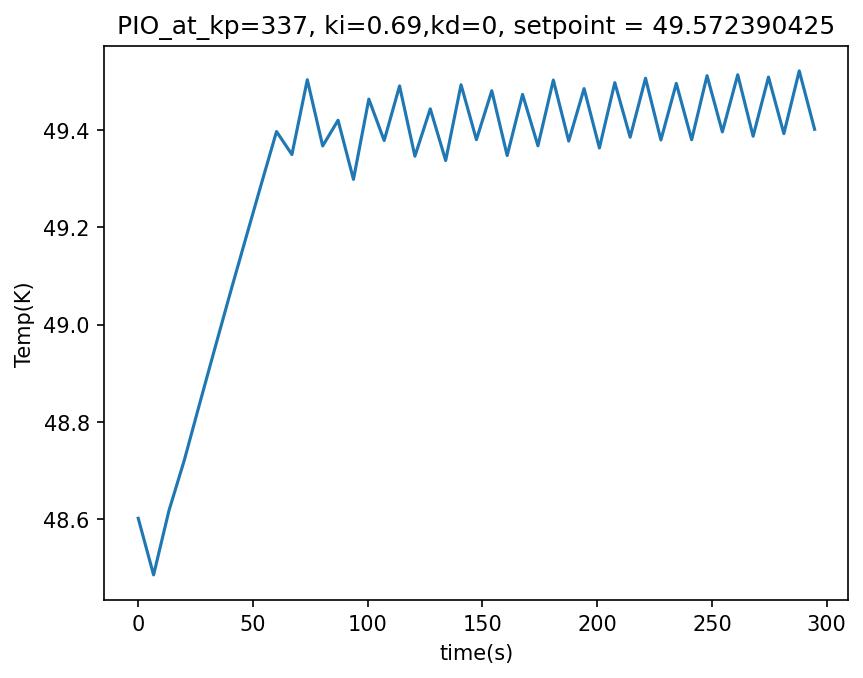 PIO_at_kp=337, ki=0.69,kd=0, setpoint = 49.572390425
49.4
49.2
49.0
48.8
48.6
Temp(K)
0 50 100 150 200 250 300
time(s)